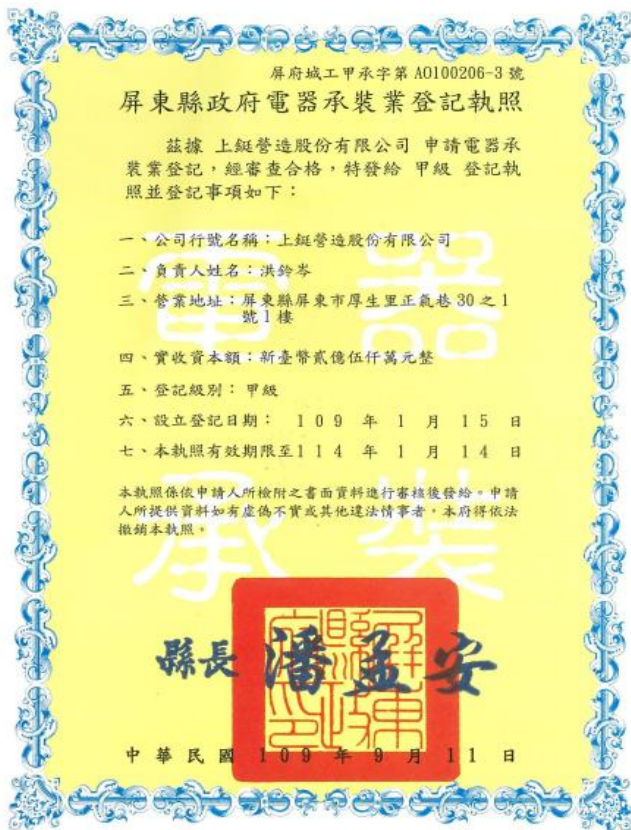 屏府城工甲承字第 AO100206-3 號
屏東縣政府電器承裝業登記執照
茲據 上鋌營造股份有限公司 申請電器承
裝業登記，經審查合格，特發給 甲級 登記執
照並登記事項如下：
一、公司行號名稱：上鋌營造股份有限公司
二、負責人姓名：洪鈴岑
三、營業地址：屏東縣屏東市厚生里正氣巷 30 之 1
號 1 樓
四、實收資本額：新臺幣貳億伍仟萬元整
五、登記級別：甲級
六、設立登記日期： 109 年 1 月 15 日
七、本執照有效期限至 114 年 1 月 14 日
本執照係依申請人所檢附之書面資料進行審核後發給。申請
人所提供資料如有虛偽不實或其他違法情事者，本府得依法
撤銷本執照。
電器
承裝
縣長 潘孟安
屏東縣政府印
中華民國 109 年 9 月 11 日